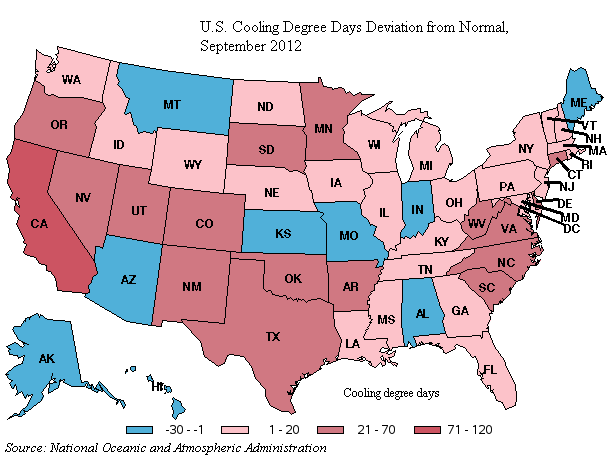 U.S. Cooling Degree Days Deviation from Normal,
September 2012
WA
MT
ND
MN
ME
VT
NH
MA
RI
CT
NJ
DE
MD
DC
OR
ID
WY
SD
WI
MI
NY
PA
NE
IA
IL
IN
OH
WV
VA
NV
UT
CO
KS
MO
KY
CA
AZ
NM
OK
AR
TN
NC
SC
TX
LA
MS
AL
GA
FL
AK
HI
Cooling degree days
-30 - -1 1 - 20 21 - 70 71 - 120
Source: National Oceanic and Atmospheric Administration